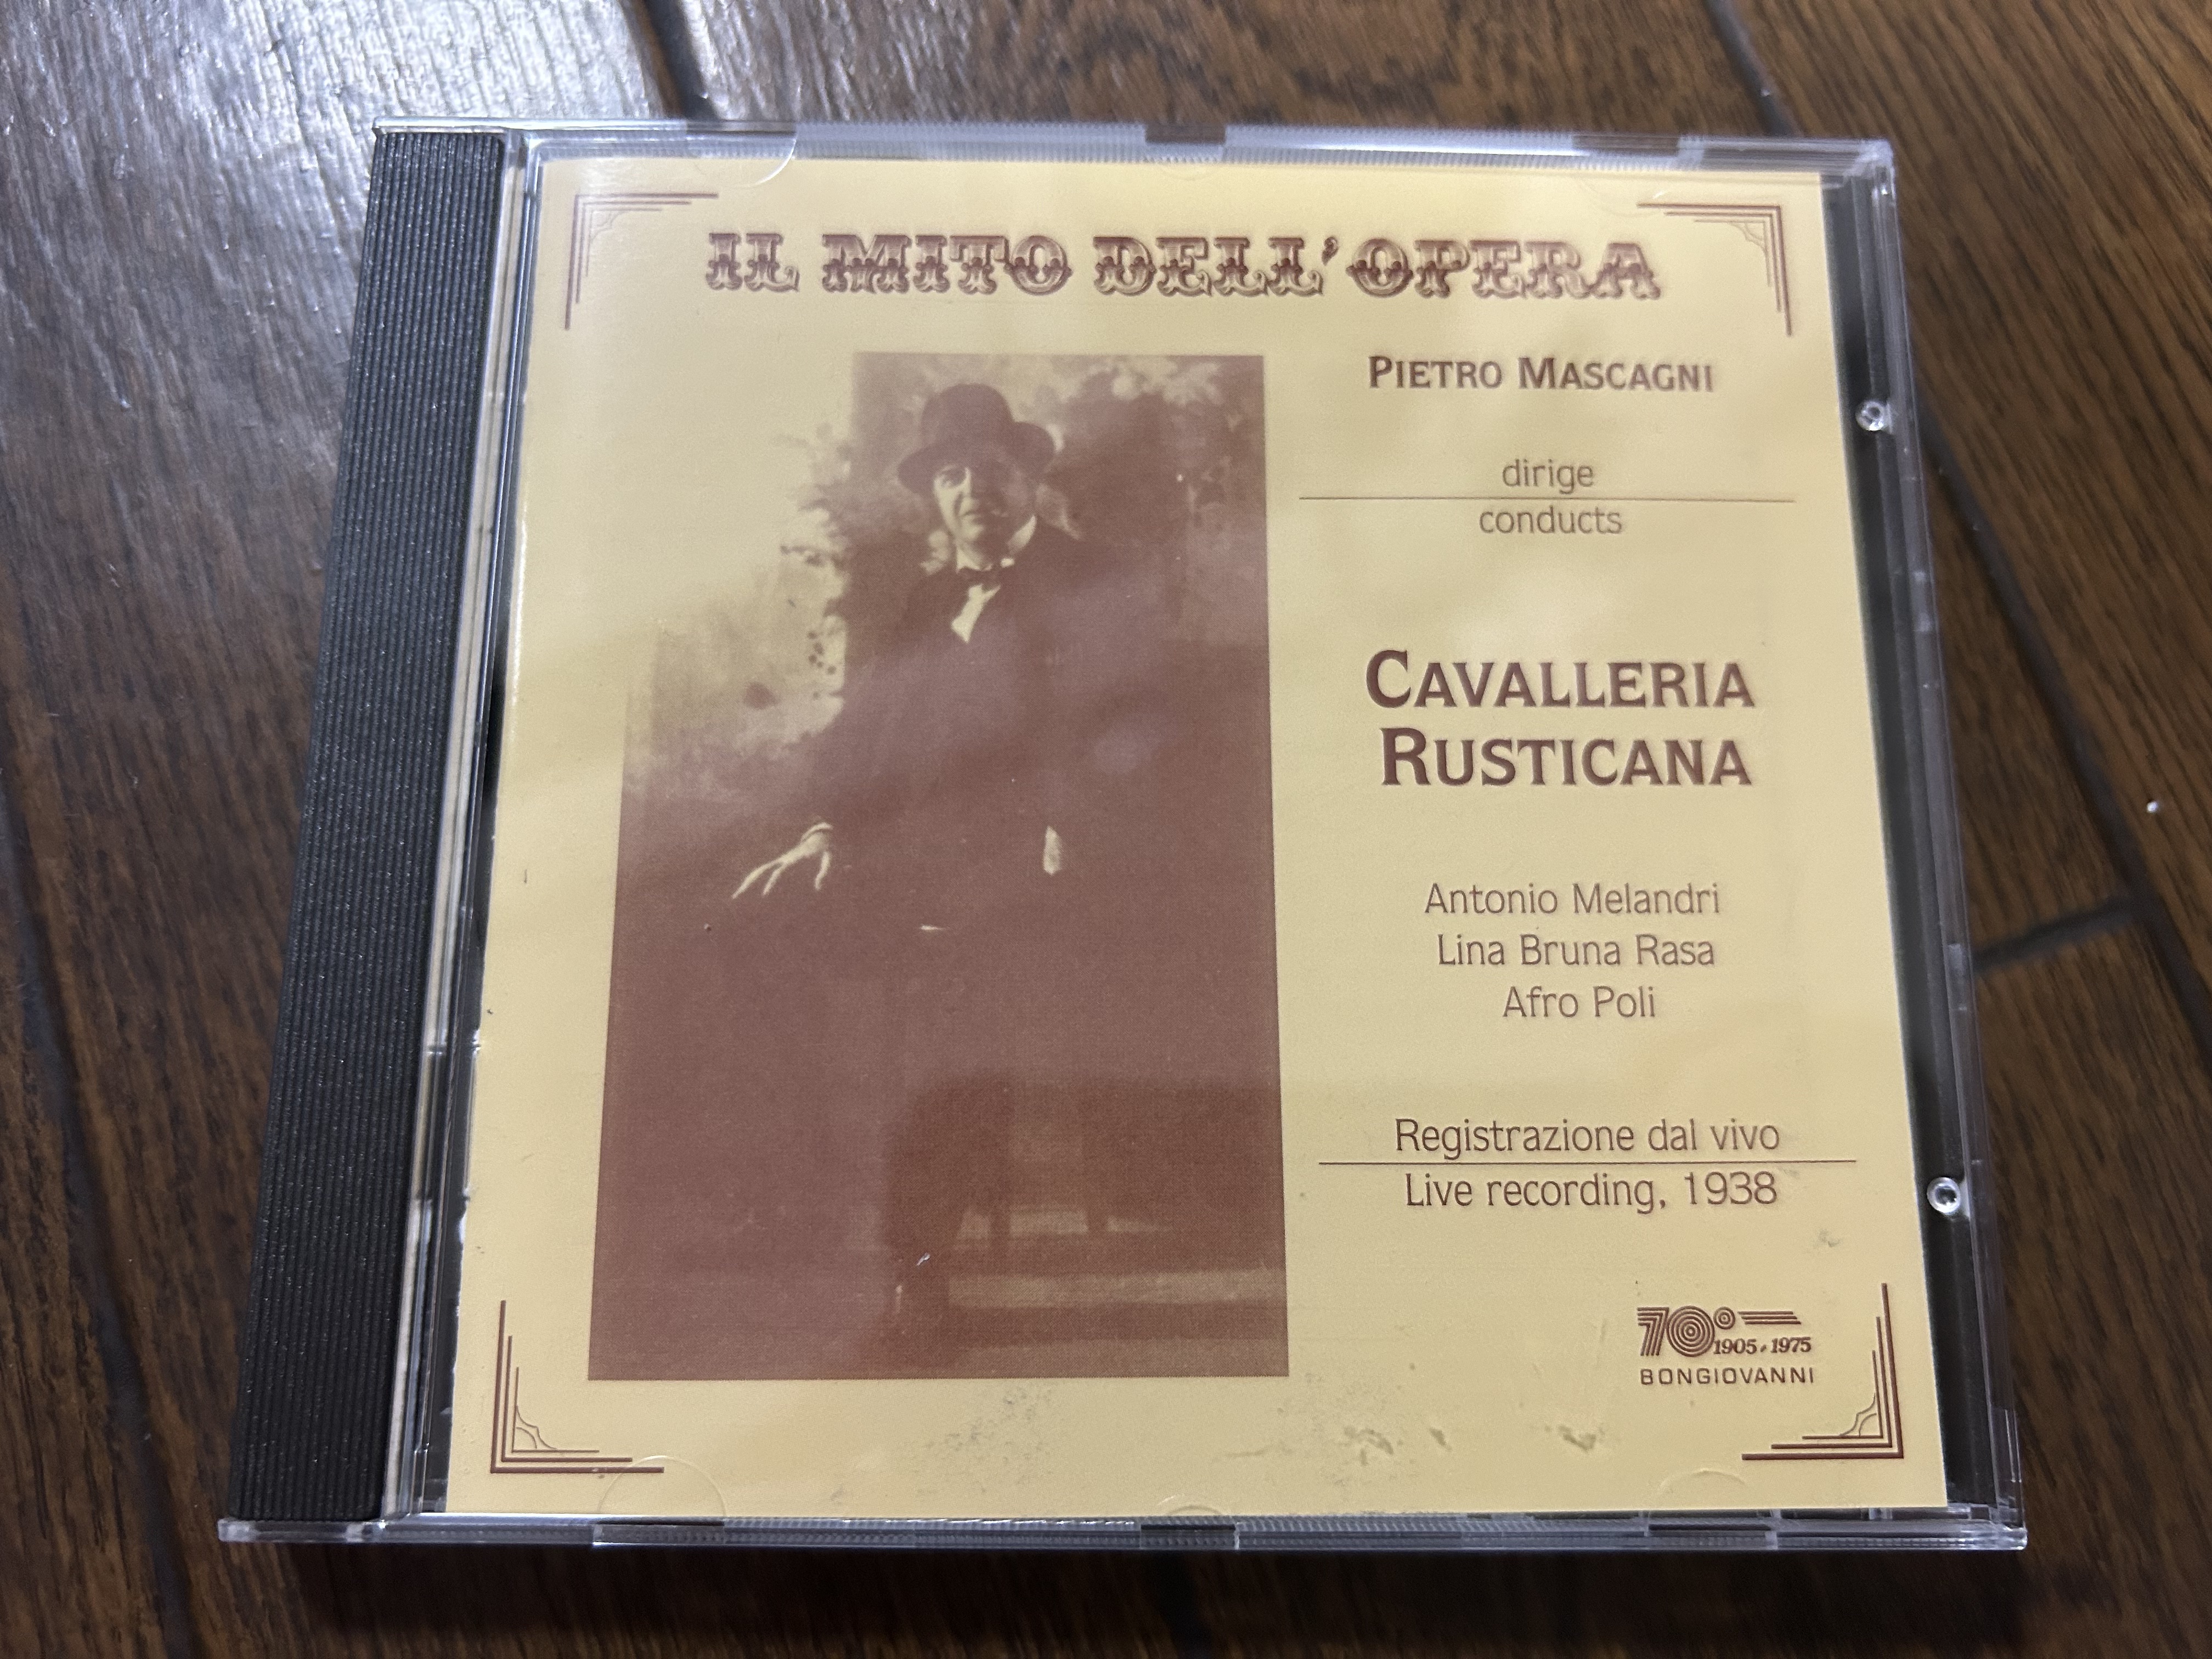 IL MITO DELL'OPERA
PIETRO MASCAGNI
dirige
conducts
CAVALLERIA
RUSTICANA
Antonio Melandri
Lina Bruna Rasa
Afro Poli
Registrazione dal vivo
Live recording, 1938
70°
1905 • 1975
BONGIOVANNI